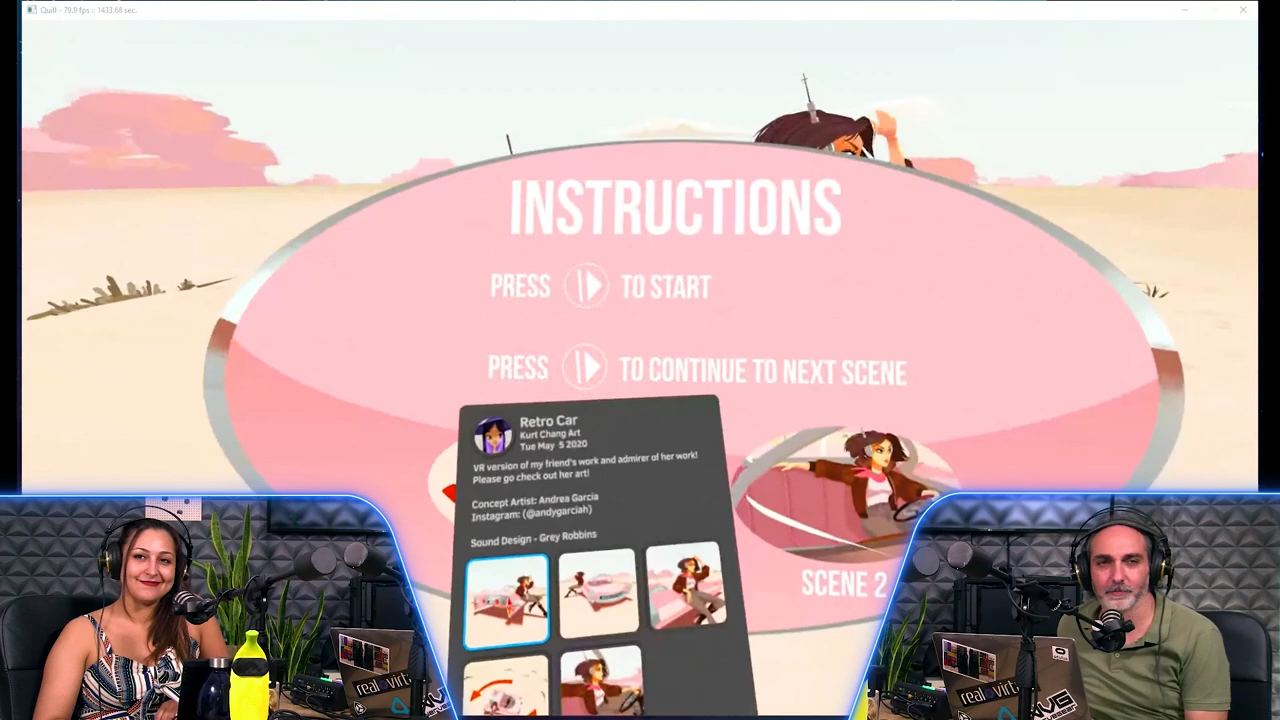 Quill - 79.9 fps :: 1433.68 sec.
INSTRUCTIONS
PRESS TO START
PRESS TO CONTINUE TO NEXT SCENE
Retro Car
Kurt Chang Art
Tue May 5 2020
VR version of my friend's work and admirer of her work!
Please go check out her art!
Concept Artist: Andrea Garcia
Instagram: (@andygarciah)
Sound Design - Grey Robbins
SCENE 2